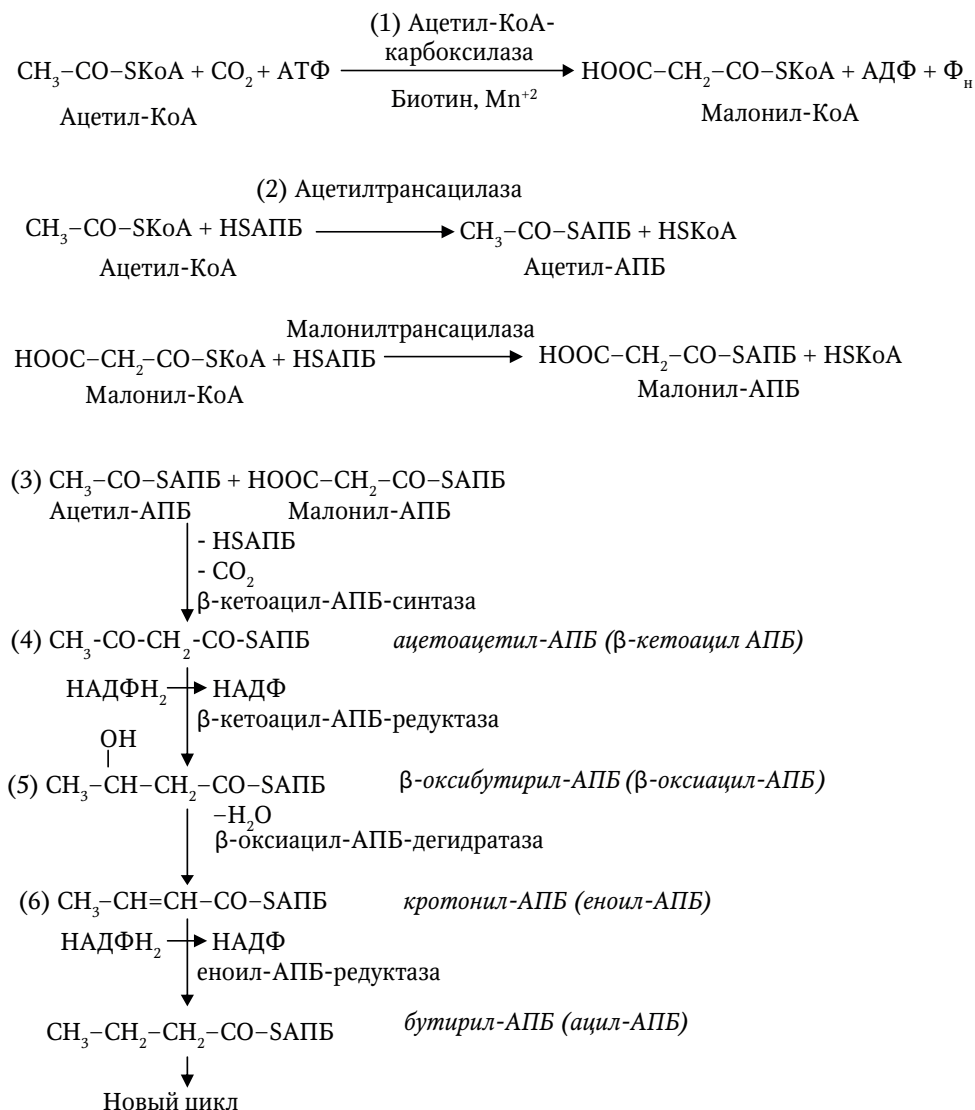 (1) Ацетил-КоА-
карбоксилаза
CH₃–CO–SKoA + CO₂ + АТФ
HOOC–CH₂–CO–SKoA + АДФ + Фₙ
Биотин, Mn⁺²
Ацетил-КоА
Малонил-КоА
(2) Ацетилтрансацилаза
CH₃–CO–SKoA + HSАПБ
CH₃–CO–SАПБ + HSKoA
Ацетил-КоА
Ацетил-АПБ
Малонилтрансацилаза
HOOC–CH₂–CO–SKoA + HSАПБ
HOOC–CH₂–CO–SАПБ + HSKoA
Малонил-КоА
Малонил-АПБ
(3) CH₃–CO–SАПБ + HOOC–CH₂–CO–SАПБ
Ацетил-АПБ Малонил-АПБ
- HSАПБ
- CO₂
β-кетоацил-АПБ-синтаза
(4) CH₃-CO-CH₂-CO-SАПБ ацетоацетил-АПБ (β-кетоацил АПБ)
НАДФН₂ НАДФ
β-кетоацил-АПБ-редуктаза
OH
(5) CH₃–CH–CH₂–CO–SАПБ β-оксибутирил-АПБ (β-оксиацил-АПБ)
–H₂O
β-оксиацил-АПБ-дегидратаза
(6) CH₃–CH=CH–CO–SАПБ кротонил-АПБ (еноил-АПБ)
НАДФН₂ НАДФ
еноил-АПБ-редуктаза
CH₃–CH₂–CH₂–CO–SАПБ бутирил-АПБ (ацил-АПБ)
Новый цикл